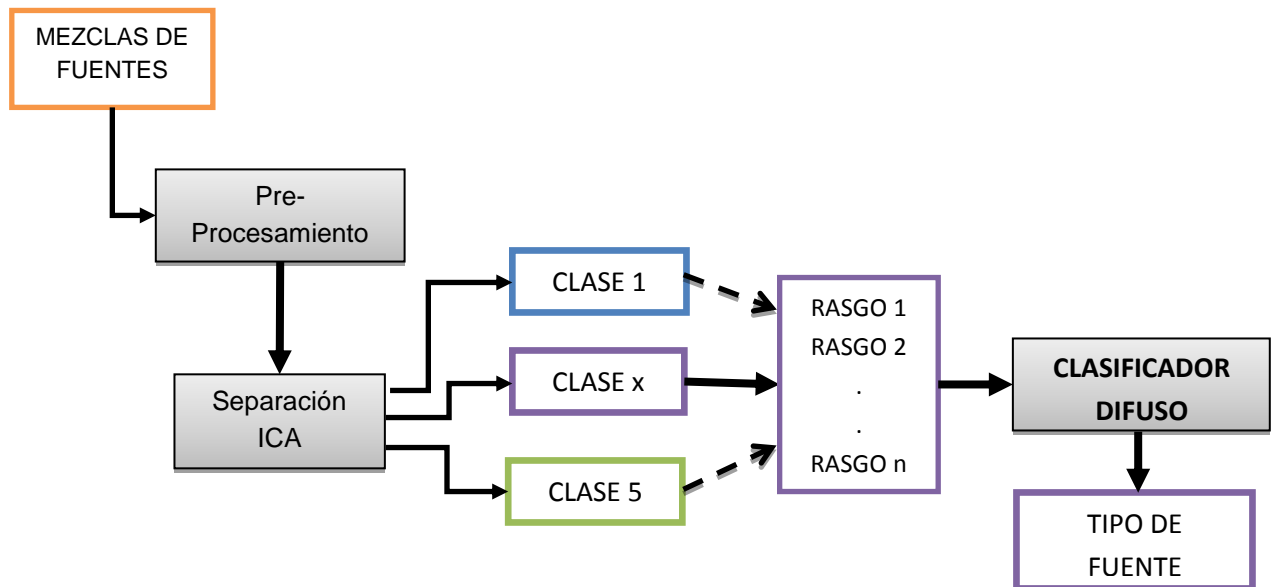 MEZCLAS DE
FUENTES
Pre-
Procesamiento
Separación
ICA
CLASE 1
CLASE x
CLASE 5
RASGO 1
RASGO 2
.
.
RASGO n
CLASIFICADOR
DIFUSO
TIPO DE
FUENTE